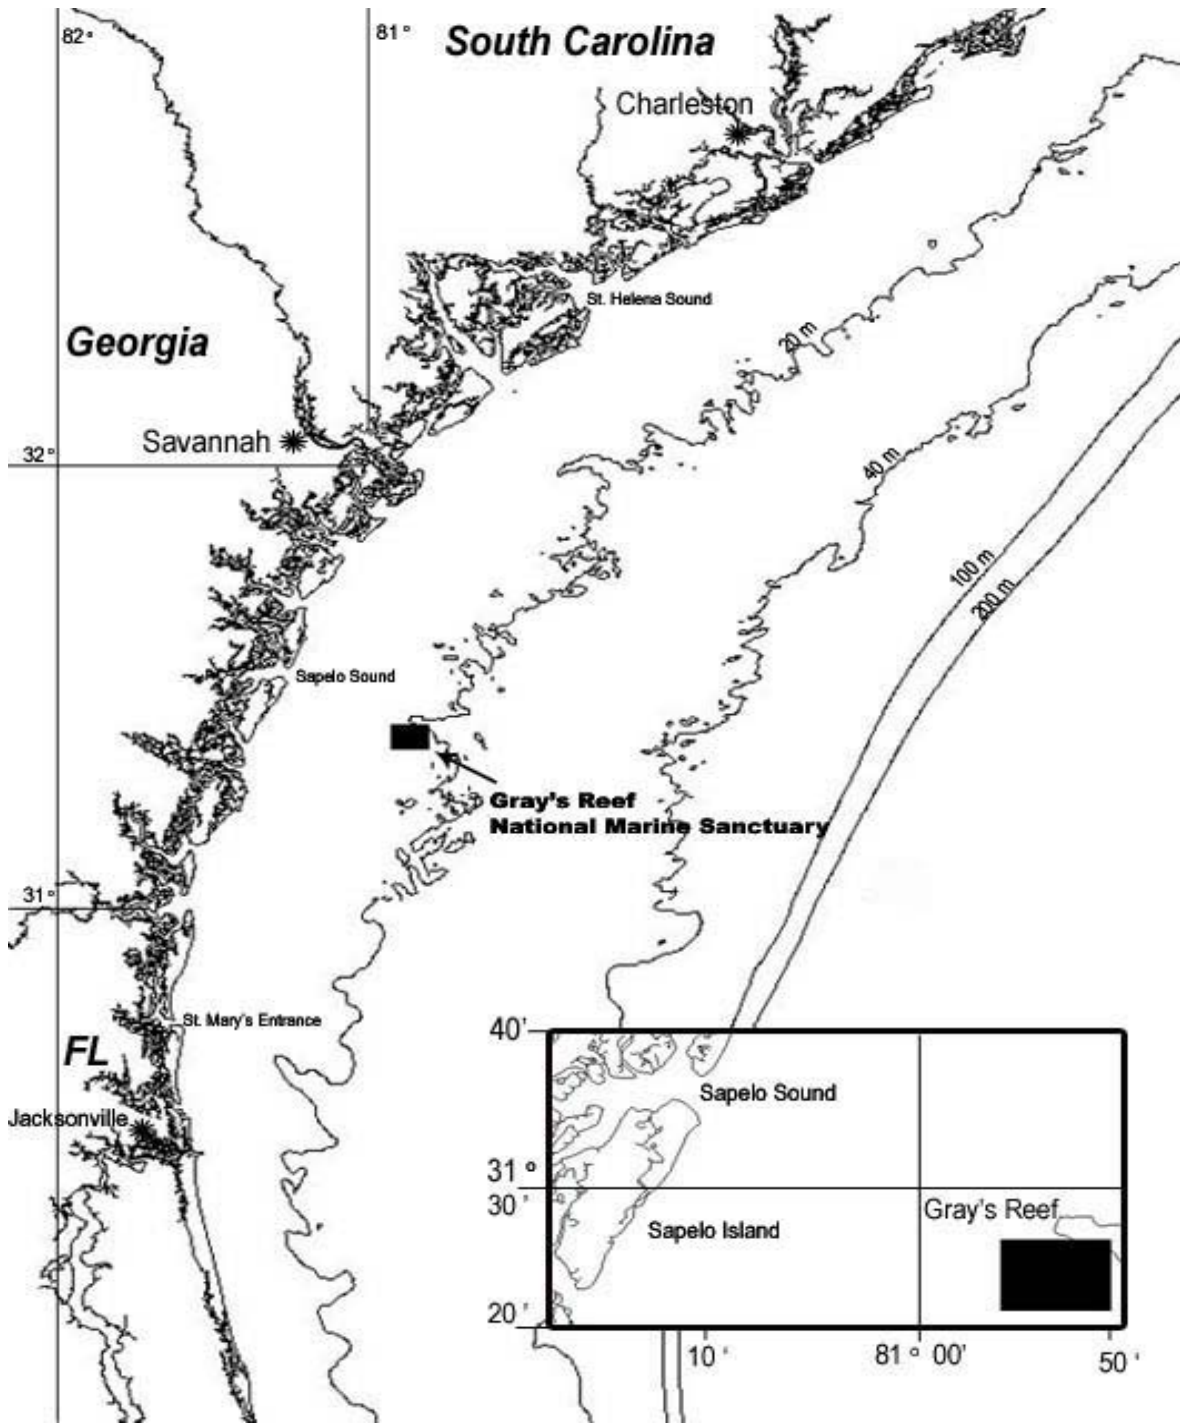 82°
81°
South Carolina
Charleston
St. Helena Sound
Georgia
20 m
Savannah
32°
40 m
100 m
200 m
Sapelo Sound
Gray's Reef
National Marine Sanctuary
31°
St. Mary's Entrance
FL
Jacksonville
40'
Sapelo Sound
31°
30'
Gray's Reef
Sapelo Island
20'
10'
81° 00'
50'